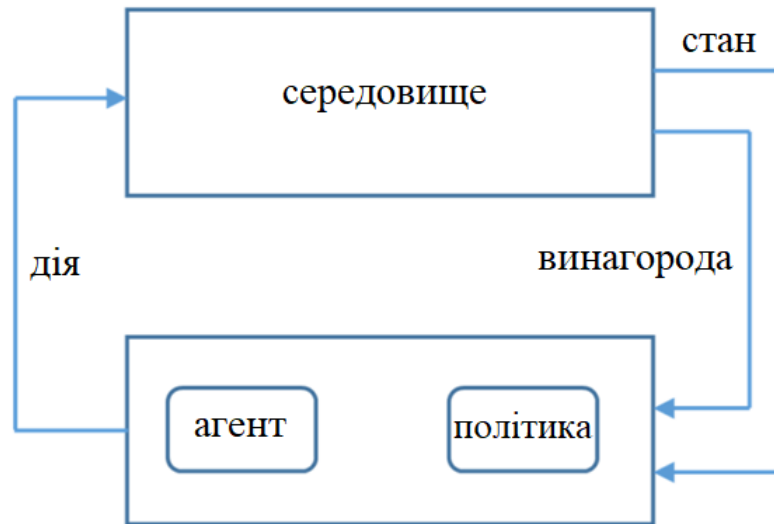 стан
середовище
дія
винагорода
агент
політика